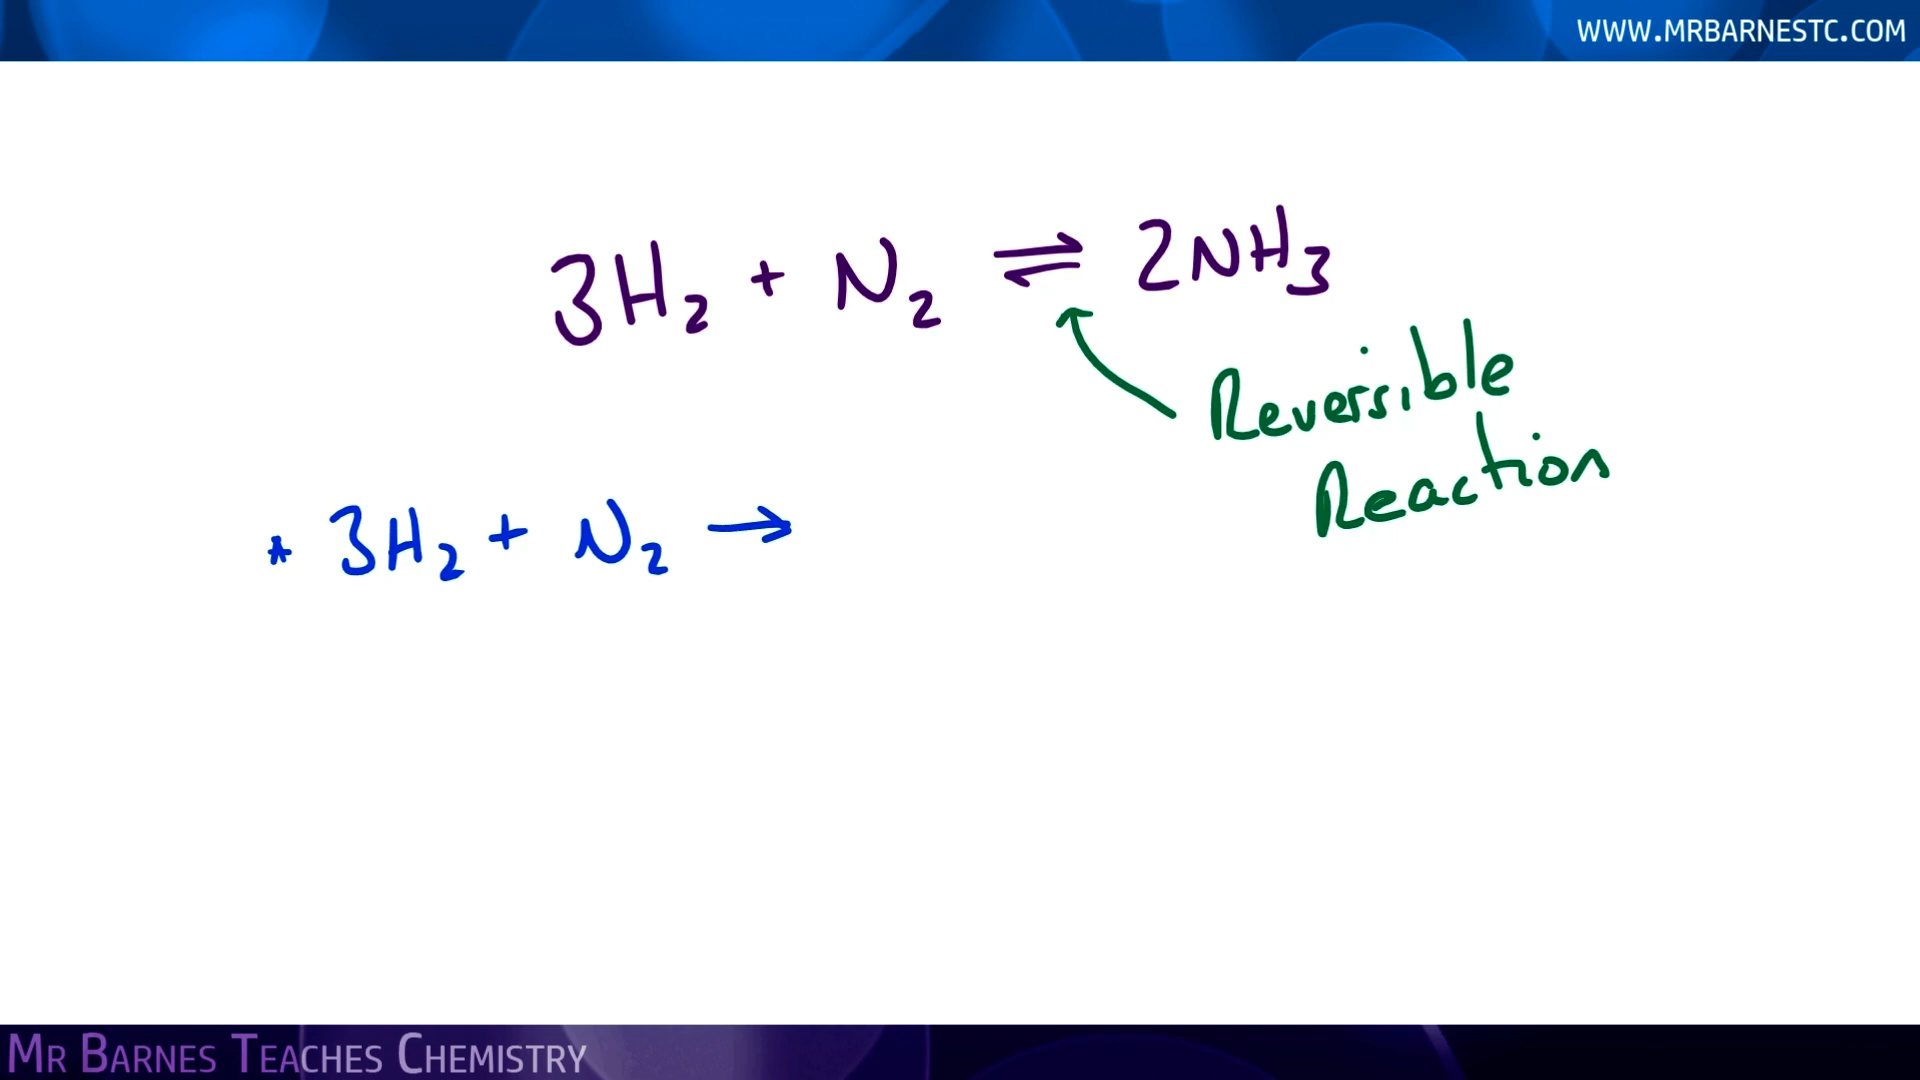 WWW.MRBARNESTC.COM
3H₂ + N₂ ⇌ 2NH₃
Reversible
Reaction
* 3H₂ + N₂ →
MR BARNES TEACHES CHEMISTRY